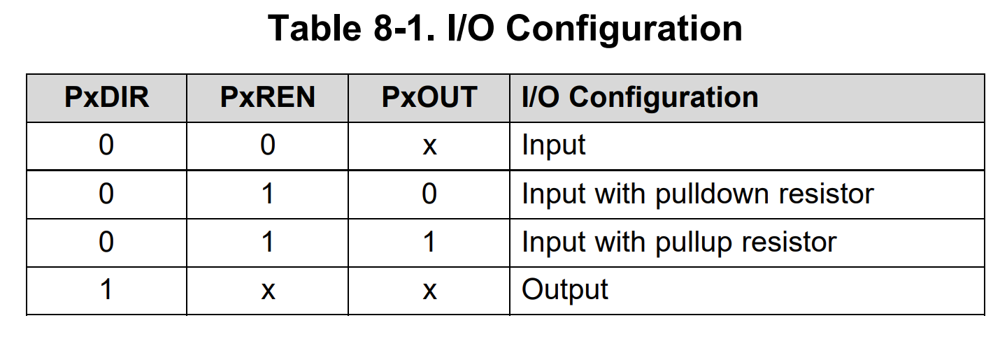 Table 8-1. I/O Configuration
PxDIR PxREN PxOUT I/O Configuration
0 0 x Input
0 1 0 Input with pulldown resistor
0 1 1 Input with pullup resistor
1 x x Output